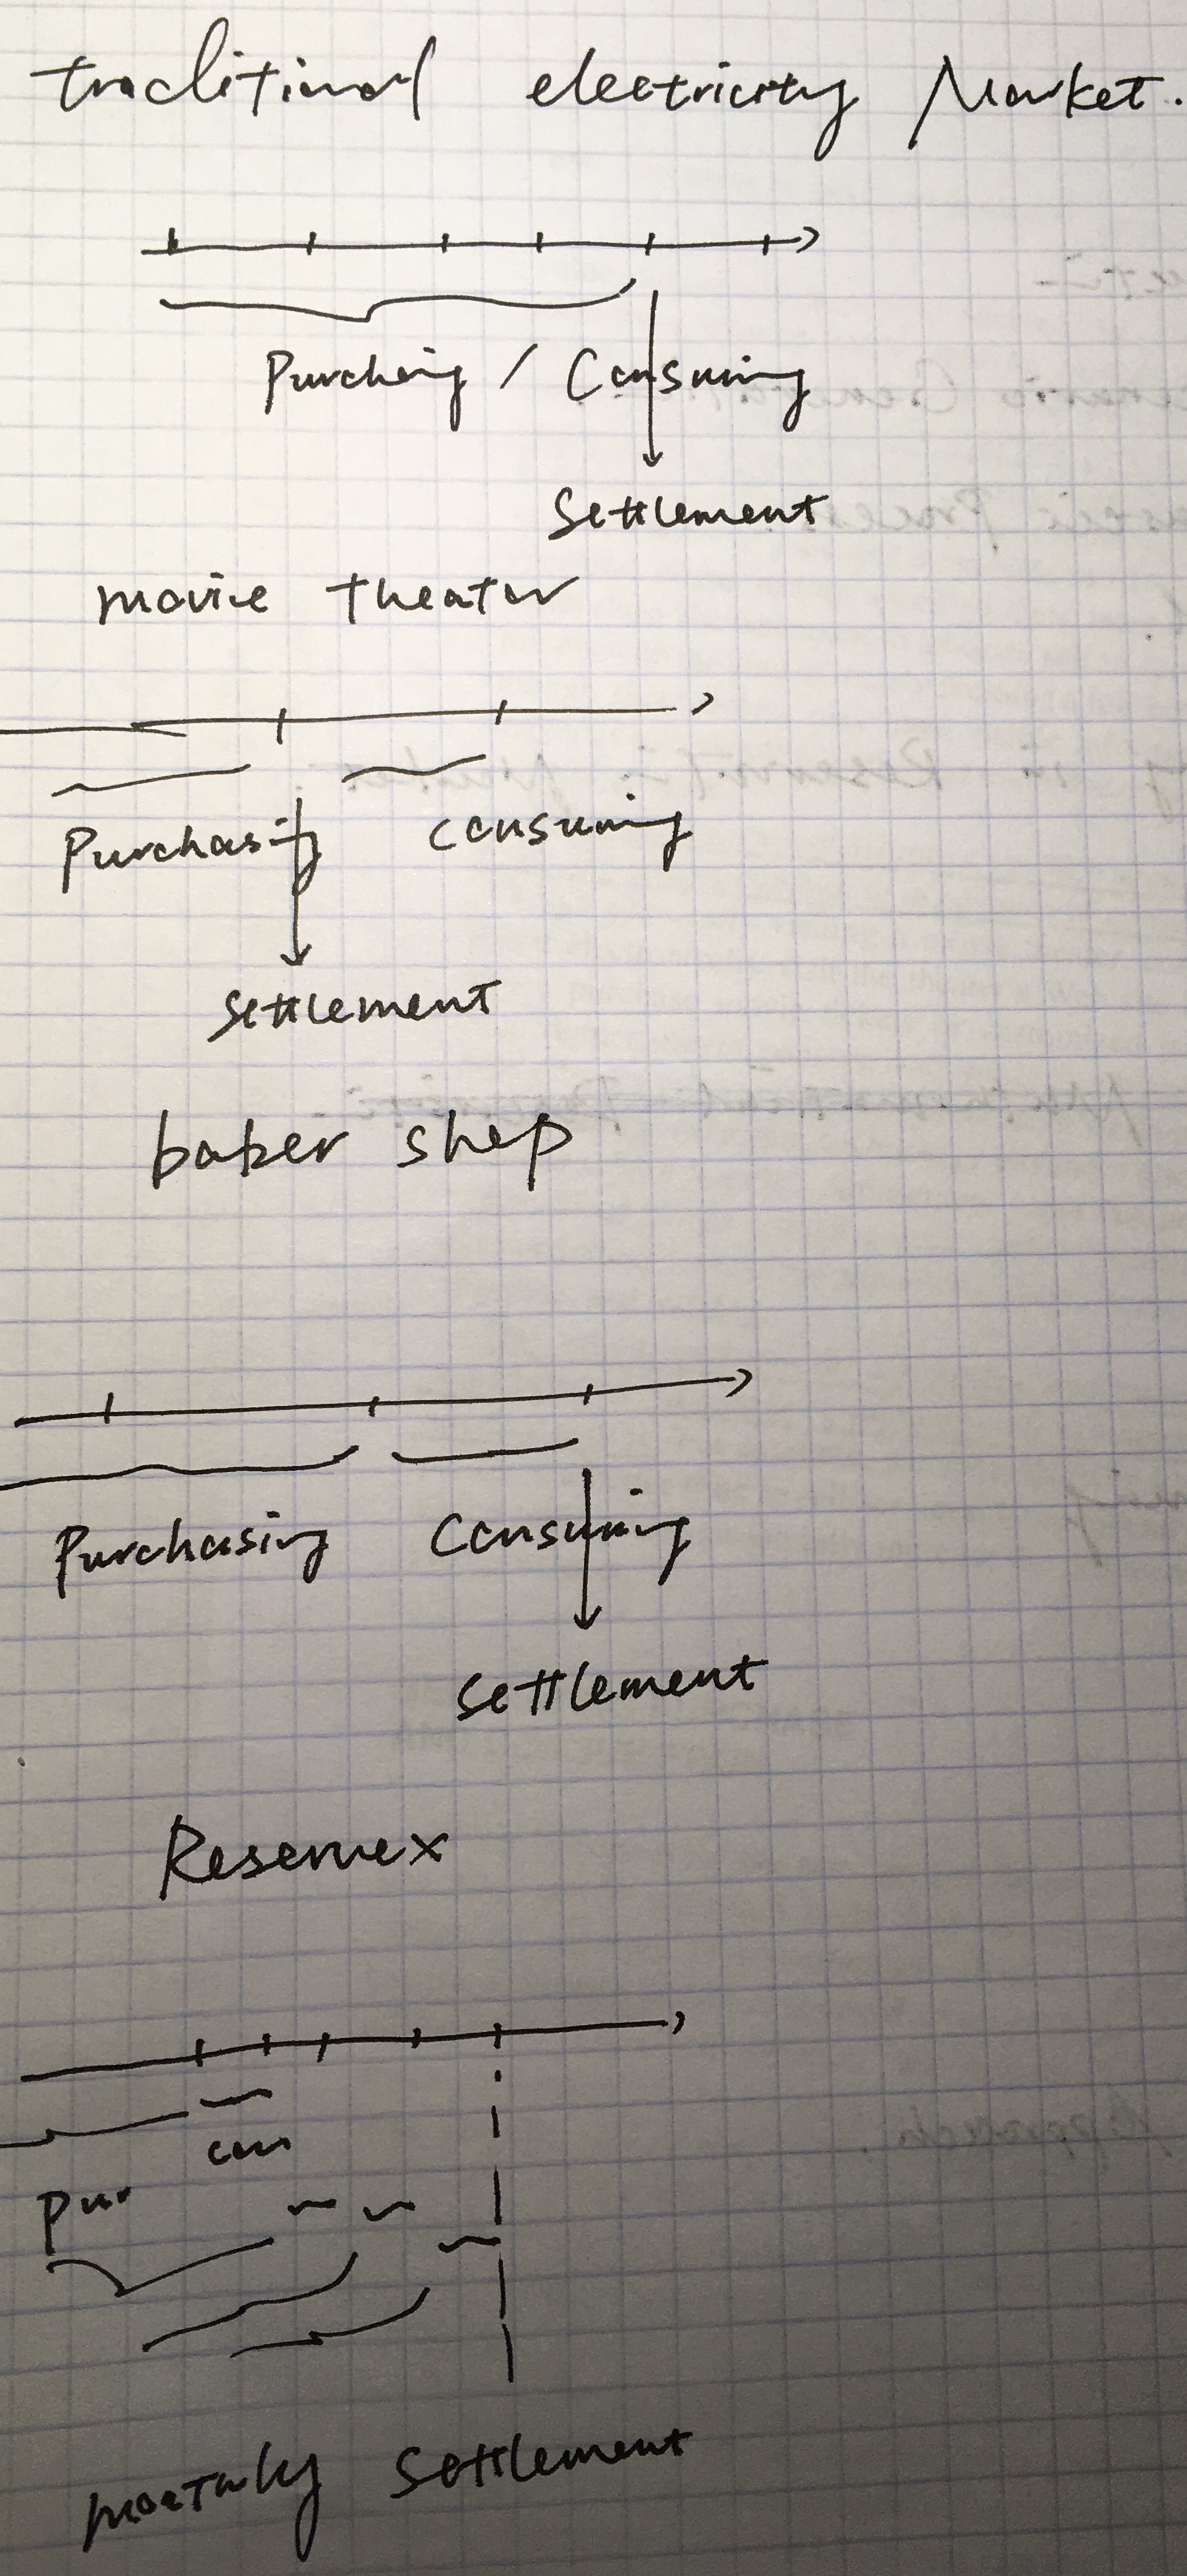 traditional electricity Market.
Purchsing / Consuming
Settlement
movie theater
Purchasing consuming
Settlement
baker shop
Purchasing Consuming
Settlement
Reservex
con
Pur
monthly Settlement